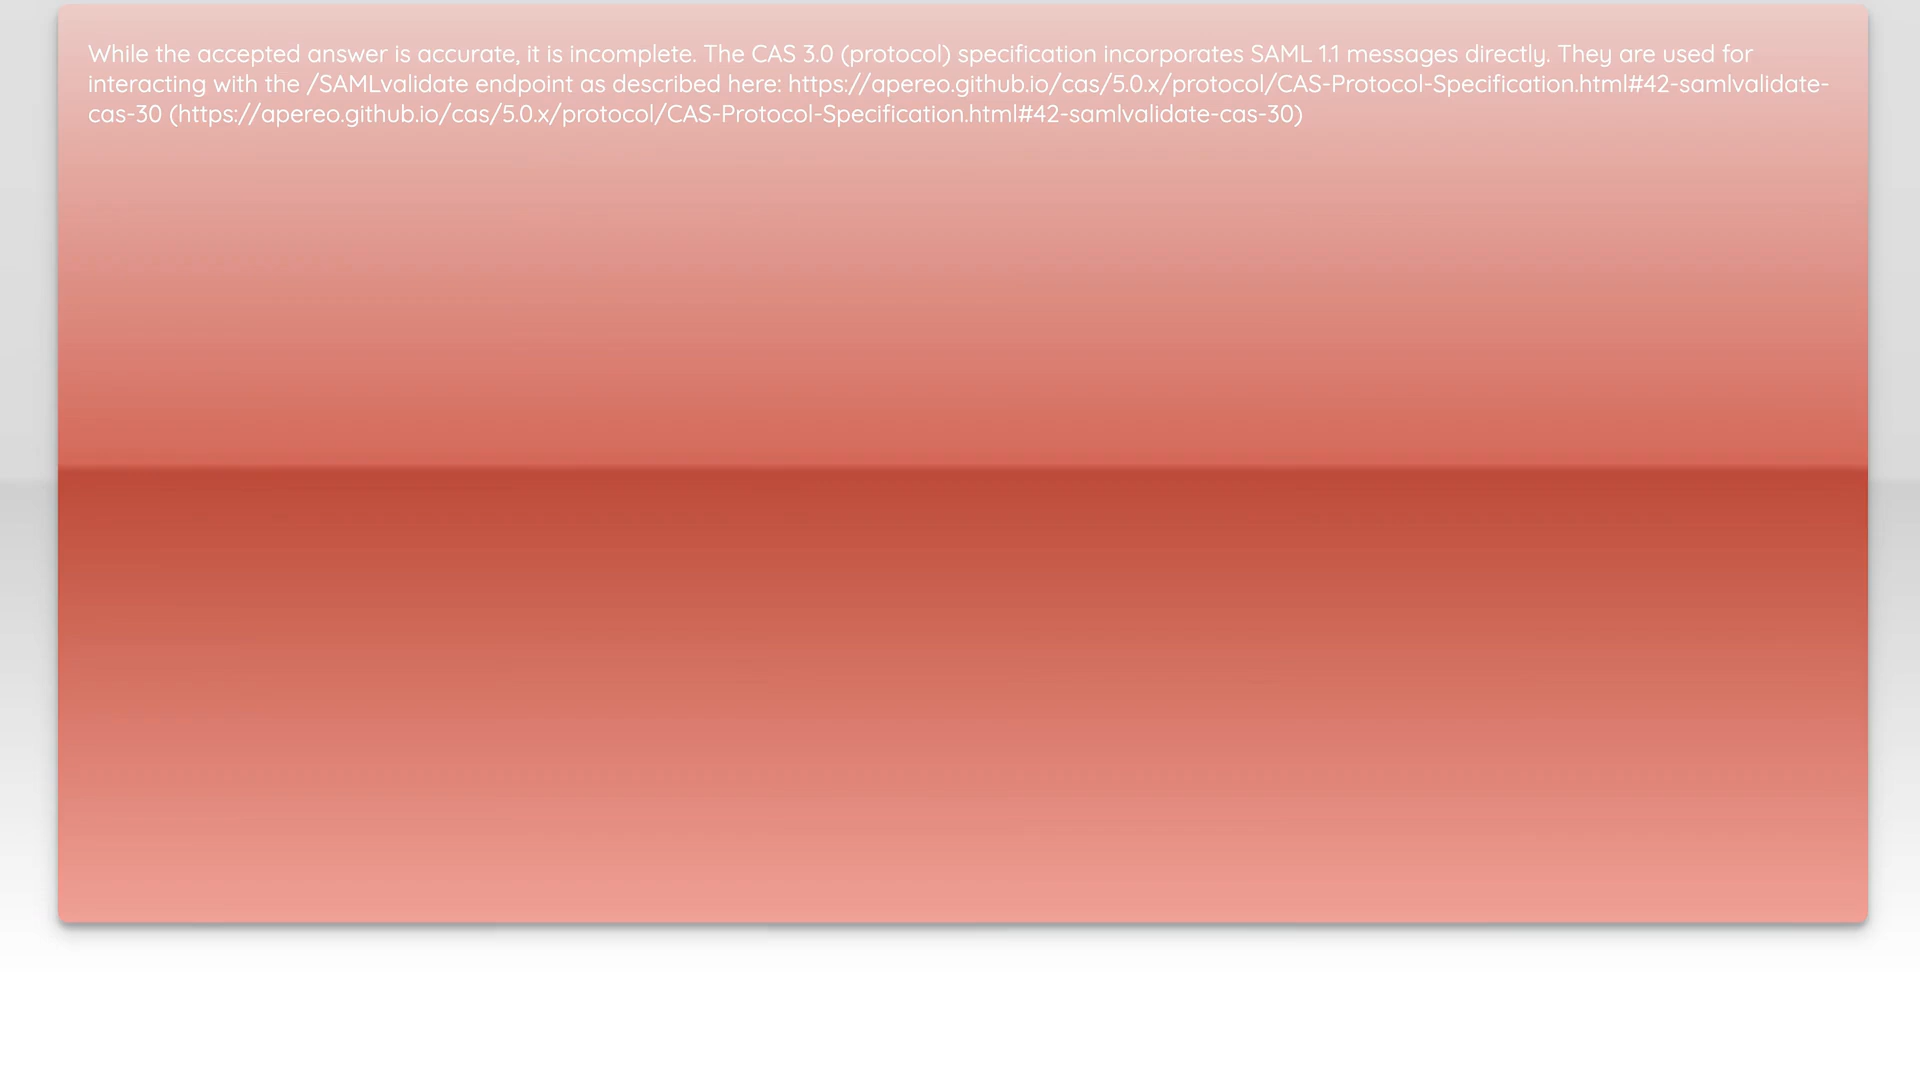 While the accepted answer is accurate, it is incomplete. The CAS 3.0 (protocol) specification incorporates SAML 1.1 messages directly. They are used for
interacting with the /SAMLvalidate endpoint as described here: https://apereo.github.io/cas/5.0.x/protocol/CAS-Protocol-Specification.html#42-samlvalidate-
cas-30 (https://apereo.github.io/cas/5.0.x/protocol/CAS-Protocol-Specification.html#42-samlvalidate-cas-30)